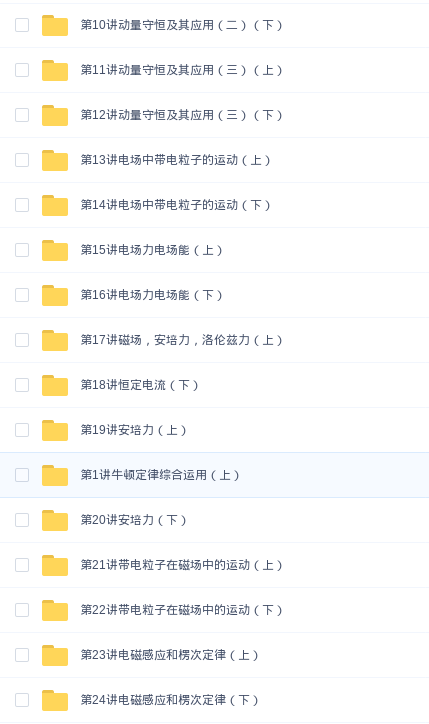 第10讲动量守恒及其应用（二）（下）
第11讲动量守恒及其应用（三）（上）
第12讲动量守恒及其应用（三）（下）
第13讲电场中带电粒子的运动（上）
第14讲电场中带电粒子的运动（下）
第15讲电场力电场能（上）
第16讲电场力电场能（下）
第17讲磁场，安培力，洛伦兹力（上）
第18讲恒定电流（下）
第19讲安培力（上）
第1讲牛顿定律综合运用（上）
第20讲安培力（下）
第21讲带电粒子在磁场中的运动（上）
第22讲带电粒子在磁场中的运动（下）
第23讲电磁感应和楞次定律（上）
第24讲电磁感应和楞次定律（下）